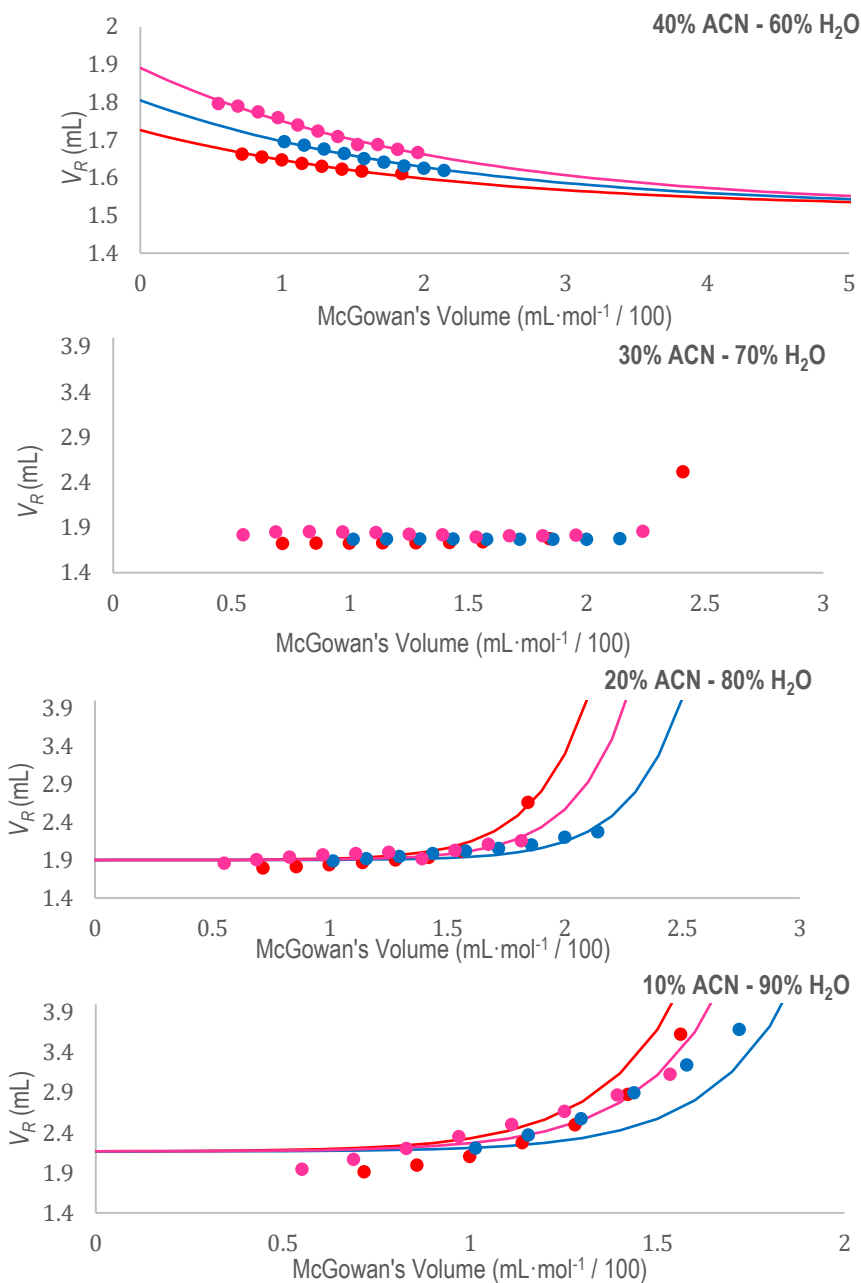 40% ACN - 60% H₂O
2
1.9
1.8
1.7
1.6
1.5
1.4
V_R (mL)
0 1 2 3 4 5
McGowan's Volume (mL·mol⁻¹ / 100)
30% ACN - 70% H₂O
3.9
3.4
2.9
2.4
1.9
1.4
V_R (mL)
0 0.5 1 1.5 2 2.5 3
McGowan's Volume (mL·mol⁻¹ / 100)
20% ACN - 80% H₂O
3.9
3.4
2.9
2.4
1.9
1.4
V_R (mL)
0 0.5 1 1.5 2 2.5 3
McGowan's Volume (mL·mol⁻¹ / 100)
10% ACN - 90% H₂O
3.9
3.4
2.9
2.4
1.9
1.4
V_R (mL)
0 0.5 1 1.5 2
McGowan's Volume (mL·mol⁻¹ / 100)